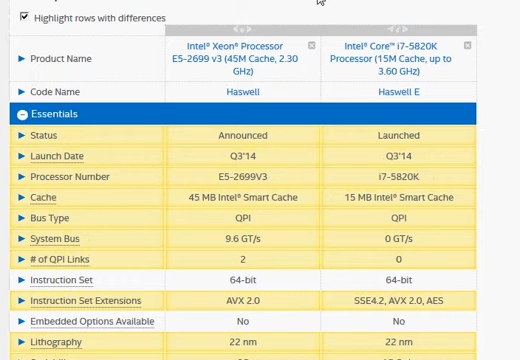 Highlight rows with differences
Product Name
Intel® Xeon® Processor
E5-2699 v3 (45M Cache, 2.30
GHz)
Intel® Core™ i7-5820K
Processor (15M Cache, up to
3.60 GHz)
Code Name Haswell Haswell E
Essentials
Status Announced Launched
Launch Date Q3'14 Q3'14
Processor Number E5-2699V3 i7-5820K
Cache 45 MB Intel® Smart Cache 15 MB Intel® Smart Cache
Bus Type QPI QPI
System Bus 9.6 GT/s 0 GT/s
# of QPI Links 2 0
Instruction Set 64-bit 64-bit
Instruction Set Extensions AVX 2.0 SSE4.2, AVX 2.0, AES
Embedded Options Available No No
Lithography 22 nm 22 nm